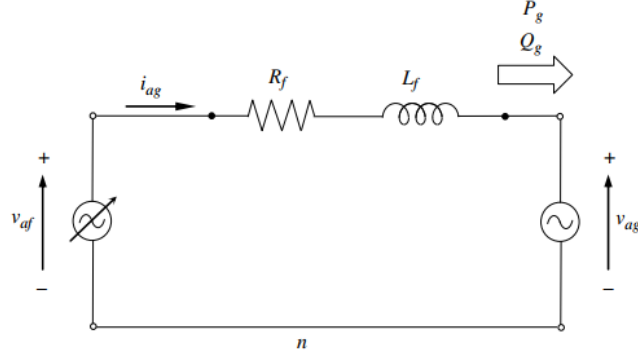 P_g
Q_g
i_ag
R_f
L_f
+
+
v_af
v_ag
−
−
n